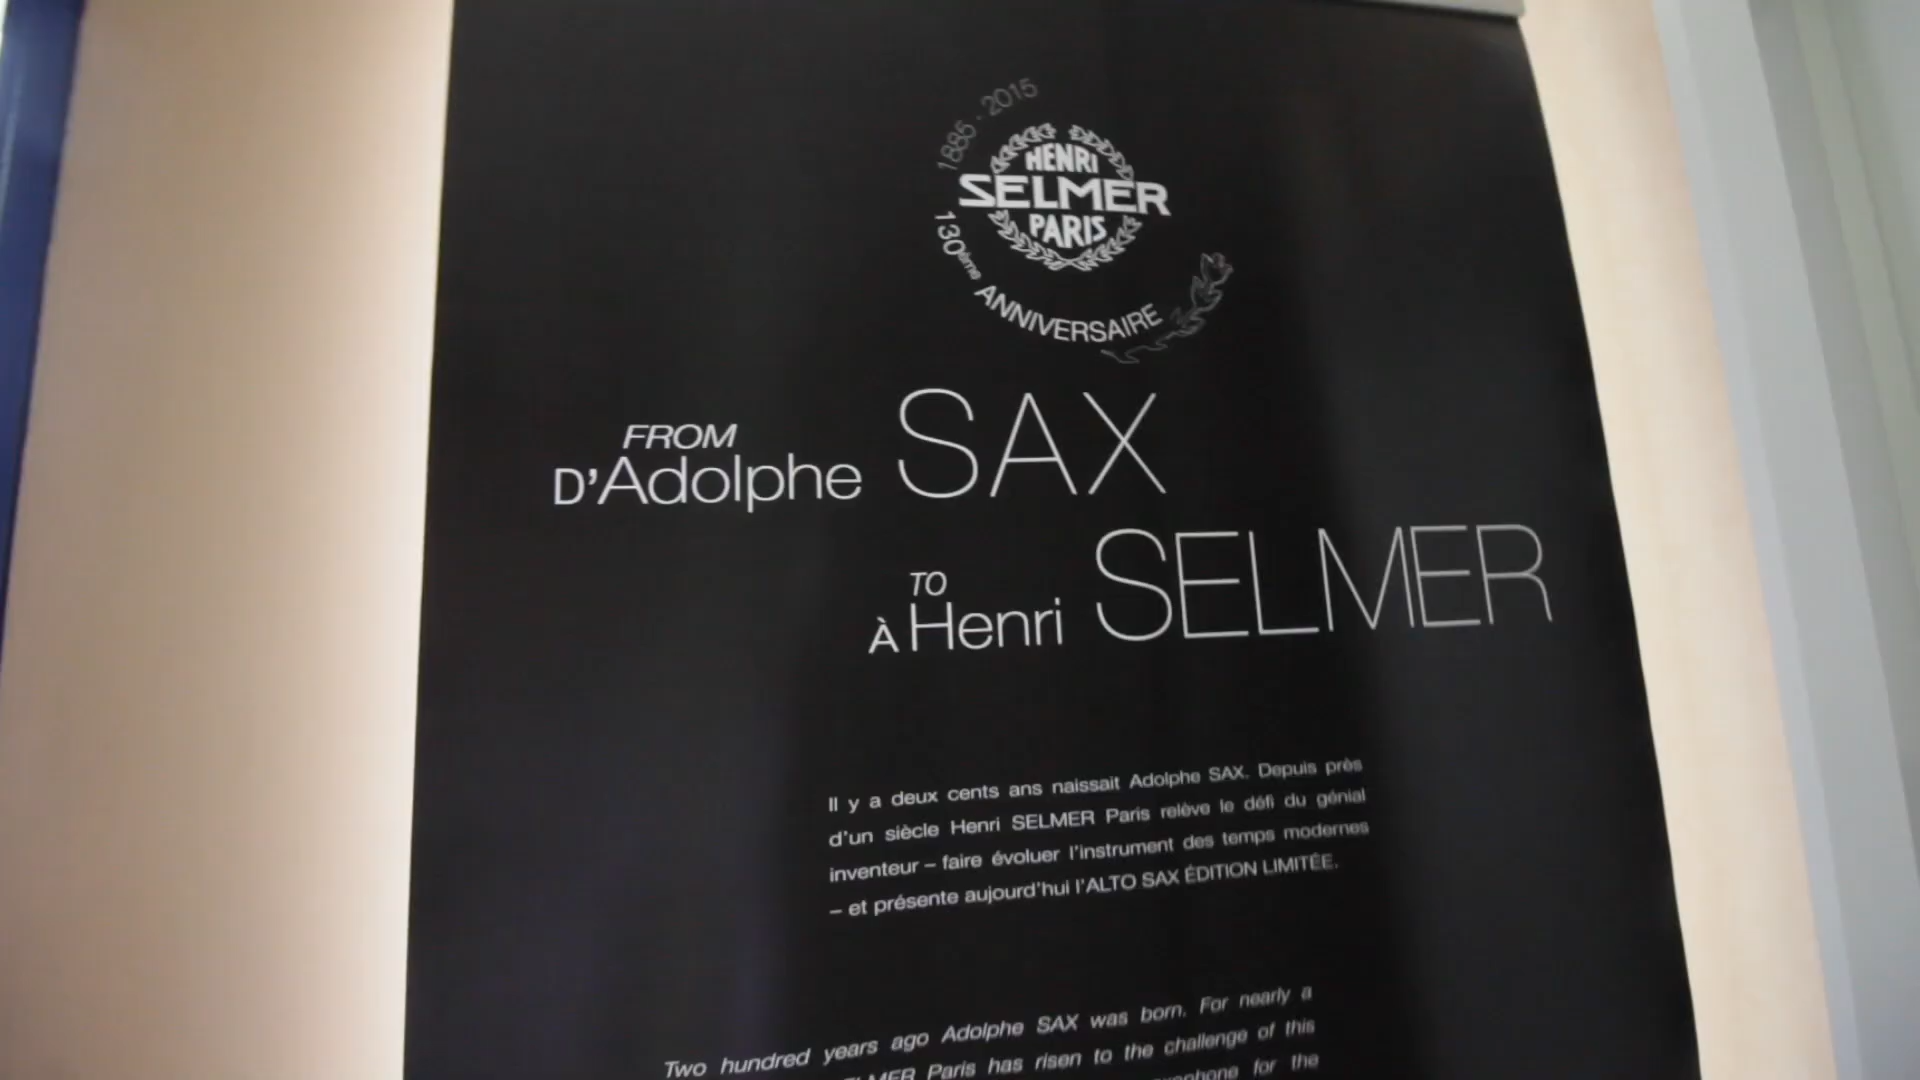 1885 - 2015
HENRI
SELMER
PARIS
130ème ANNIVERSAIRE
FROM
D'Adolphe SAX
TO
À Henri SELMER
Il y a deux cents ans naissait Adolphe SAX. Depuis près
d'un siècle Henri SELMER Paris relève le défi du génial
inventeur – faire évoluer l'instrument des temps modernes
– et présente aujourd'hui l'ALTO SAX ÉDITION LIMITÉE.
Two hundred years ago Adolphe SAX was born. For nearly a
Paris has risen to the challenge of this
for the